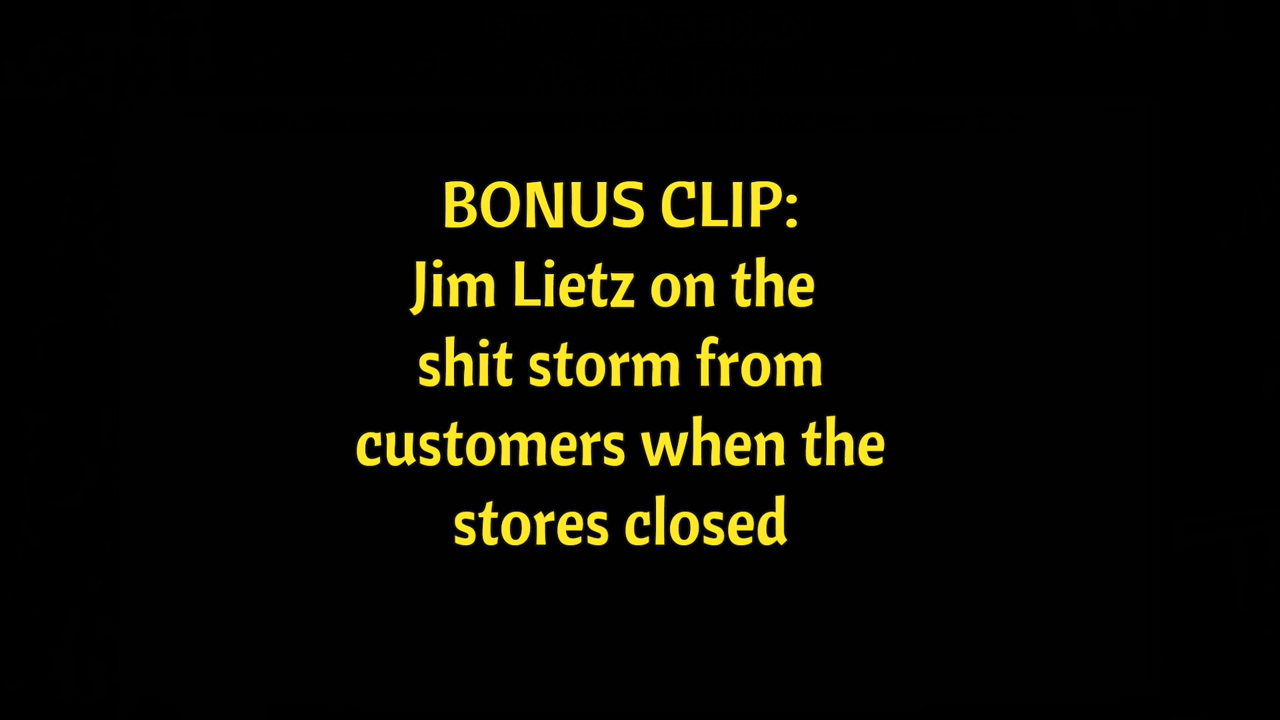 BONUS CLIP:
Jim Lietz on the
shit storm from
customers when the
stores closed